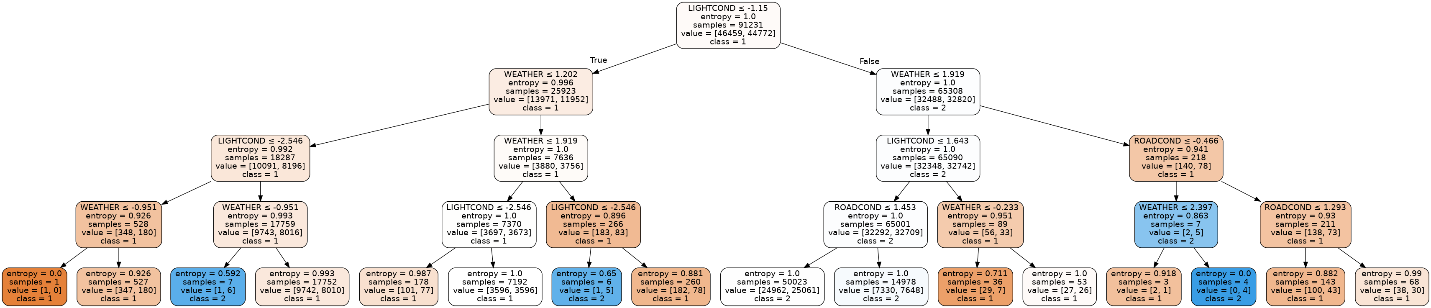 LIGHTCOND ≤ -1.15
entropy = 1.0
samples = 91231
value = [46459, 44772]
class = 1
True
False
WEATHER ≤ 1.202
entropy = 0.996
samples = 25923
value = [13971, 11952]
class = 1
WEATHER ≤ 1.919
entropy = 1.0
samples = 65308
value = [32488, 32820]
class = 2
LIGHTCOND ≤ -2.546
entropy = 0.992
samples = 18287
value = [10091, 8196]
class = 1
WEATHER ≤ 1.919
entropy = 1.0
samples = 7636
value = [3880, 3756]
class = 1
LIGHTCOND ≤ 1.643
entropy = 1.0
samples = 65090
value = [32348, 32742]
class = 2
ROADCOND ≤ -0.466
entropy = 0.941
samples = 218
value = [140, 78]
class = 1
WEATHER ≤ -0.951
entropy = 0.926
samples = 528
value = [348, 180]
class = 1
WEATHER ≤ -0.951
entropy = 0.993
samples = 17759
value = [9743, 8016]
class = 1
LIGHTCOND ≤ -2.546
entropy = 1.0
samples = 7370
value = [3697, 3673]
class = 1
LIGHTCOND ≤ -2.546
entropy = 0.896
samples = 266
value = [183, 83]
class = 1
ROADCOND ≤ 1.453
entropy = 1.0
samples = 65001
value = [32292, 32709]
class = 2
WEATHER ≤ -0.233
entropy = 0.951
samples = 89
value = [56, 33]
class = 1
WEATHER ≤ 2.397
entropy = 0.863
samples = 7
value = [2, 5]
class = 2
ROADCOND ≤ 1.293
entropy = 0.93
samples = 211
value = [138, 73]
class = 1
entropy = 0.0
samples = 1
value = [1, 0]
class = 1
entropy = 0.926
samples = 527
value = [347, 180]
class = 1
entropy = 0.592
samples = 7
value = [1, 6]
class = 2
entropy = 0.993
samples = 17752
value = [9742, 8010]
class = 1
entropy = 0.987
samples = 178
value = [101, 77]
class = 1
entropy = 1.0
samples = 7192
value = [3596, 3596]
class = 1
entropy = 0.65
samples = 6
value = [1, 5]
class = 2
entropy = 0.881
samples = 260
value = [182, 78]
class = 1
entropy = 1.0
samples = 50023
value = [24962, 25061]
class = 2
entropy = 1.0
samples = 14978
value = [7330, 7648]
class = 2
entropy = 0.711
samples = 36
value = [29, 7]
class = 1
entropy = 1.0
samples = 53
value = [27, 26]
class = 1
entropy = 0.918
samples = 3
value = [2, 1]
class = 1
entropy = 0.0
samples = 4
value = [0, 4]
class = 2
entropy = 0.882
samples = 143
value = [100, 43]
class = 1
entropy = 0.99
samples = 68
value = [38, 30]
class = 1